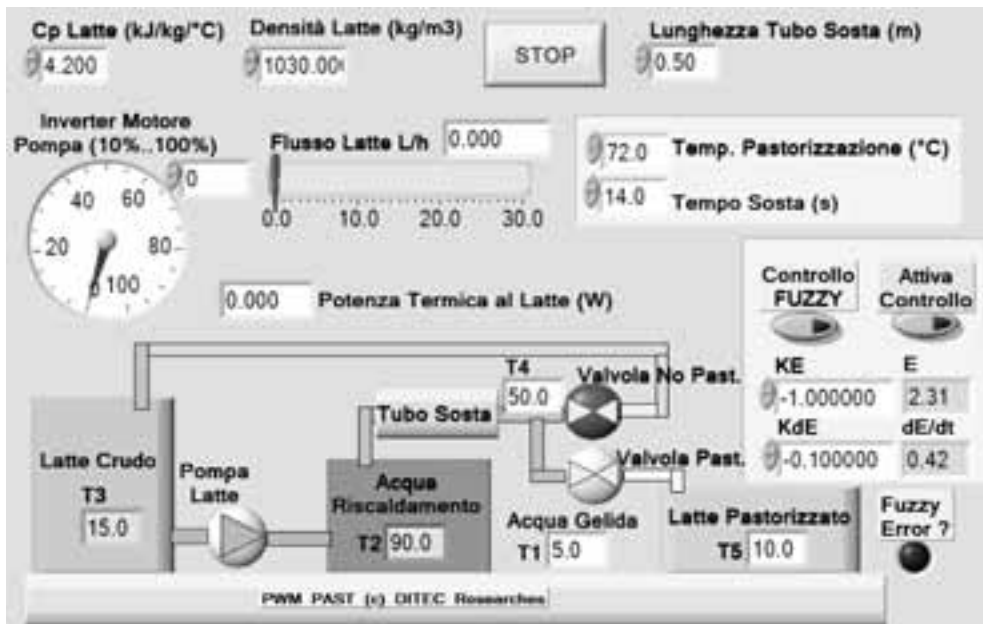 Cp Latte (kJ/kg/°C)
4.200
Densità Latte (kg/m3)
1030.00
STOP
Lunghezza Tubo Sosta (m)
0.50
Inverter Motore
Pompa (10%..100%)
0
20
40
60
80
100
0
Flusso Latte L/h
0.000
0.0 10.0 20.0 30.0
72.0 Temp. Pastorizzazione (°C)
14.0 Tempo Sosta (s)
0.000 Potenza Termica al Latte (W)
Controllo
FUZZY
Attiva
Controllo
KE
-1.000000
E
2.31
KdE
-0.100000
dE/dt
0.42
Fuzzy
Error ?
T4
50.0
Valvola No Past.
Tubo Sosta
Valvola Past.
Latte Crudo
T3
15.0
Pompa
Latte
Acqua
Riscaldamento
T2 90.0
Acqua Gelida
T1 5.0
Latte Pastorizzato
T5 10.0
PWM PAST (c) DITEC Researches